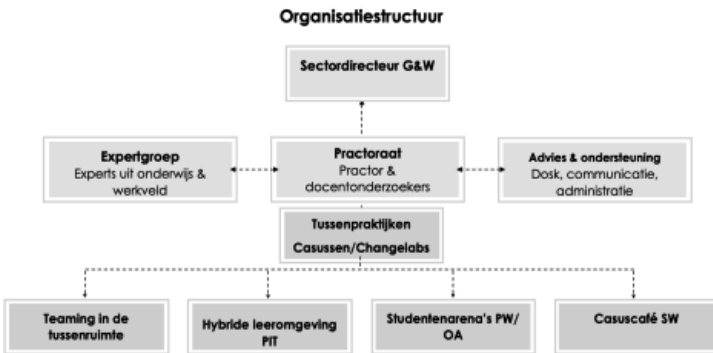 Organisatiestructuur
Sectordirecteur G&W
Expertgroep
Experts uit onderwijs &
werkveld
Practoraat
Practor &
docentonderzoekers
Advies & ondersteuning
Dosk, communicatie,
administratie
Tussenpraktijken
Casussen/Changelabs
Teaming in de
tussenruimte
Hybride leeromgeving
PIT
Studentenarena's PW/
OA
Casuscafé SW